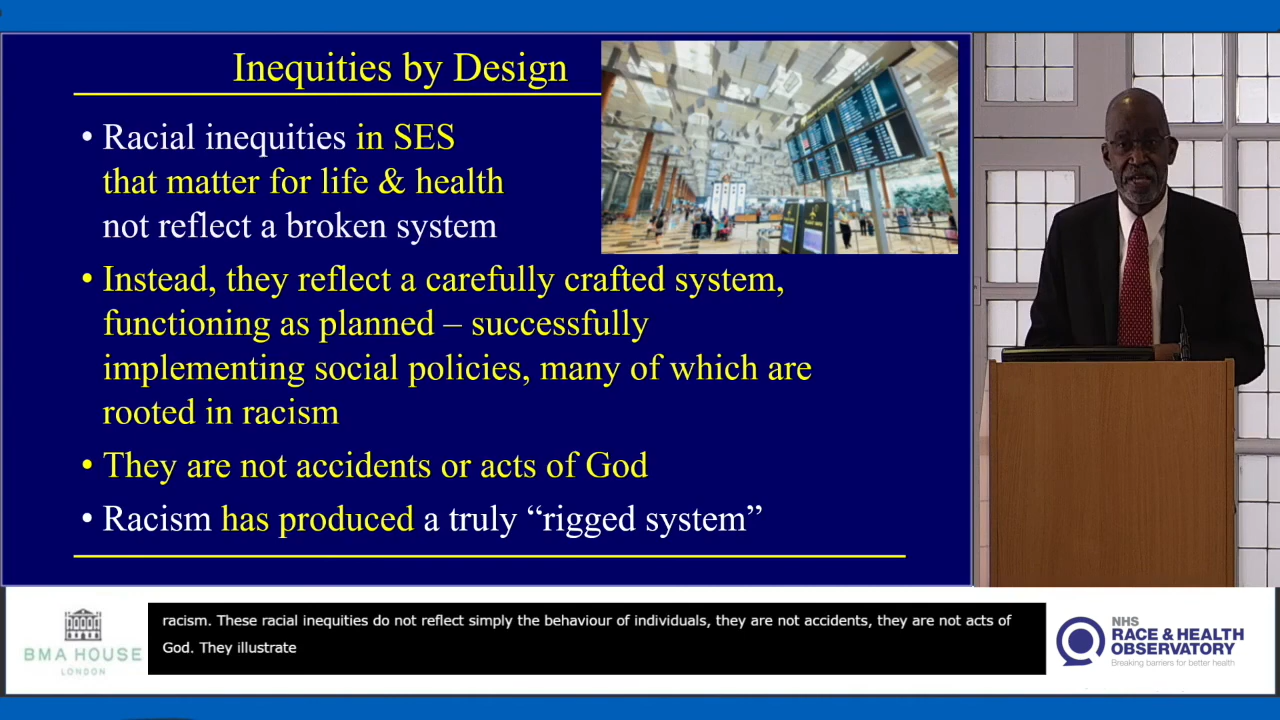 Inequities by Design
• Racial inequities in SES
that matter for life & health
not reflect a broken system
• Instead, they reflect a carefully crafted system,
functioning as planned – successfully
implementing social policies, many of which are
rooted in racism
• They are not accidents or acts of God
• Racism has produced a truly “rigged system”
BMA HOUSE
LONDON
racism. These racial inequities do not reflect simply the behaviour of individuals, they are not accidents, they are not acts of
God. They illustrate
NHS
RACE & HEALTH
OBSERVATORY
Breaking barriers for better health